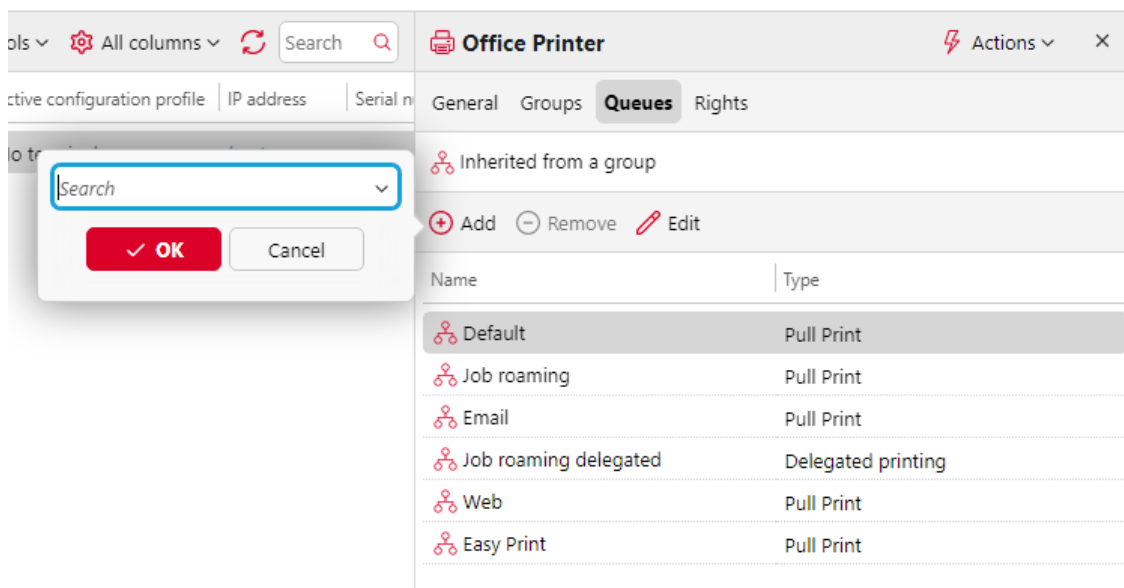 All columns
Search
Office Printer
Actions
ctive configuration profile
IP address
Serial n
General
Groups
Queues
Rights
Inherited from a group
Search
OK
Cancel
Add
Remove
Edit
Name
Type
Default
Pull Print
Job roaming
Pull Print
Email
Pull Print
Job roaming delegated
Delegated printing
Web
Pull Print
Easy Print
Pull Print